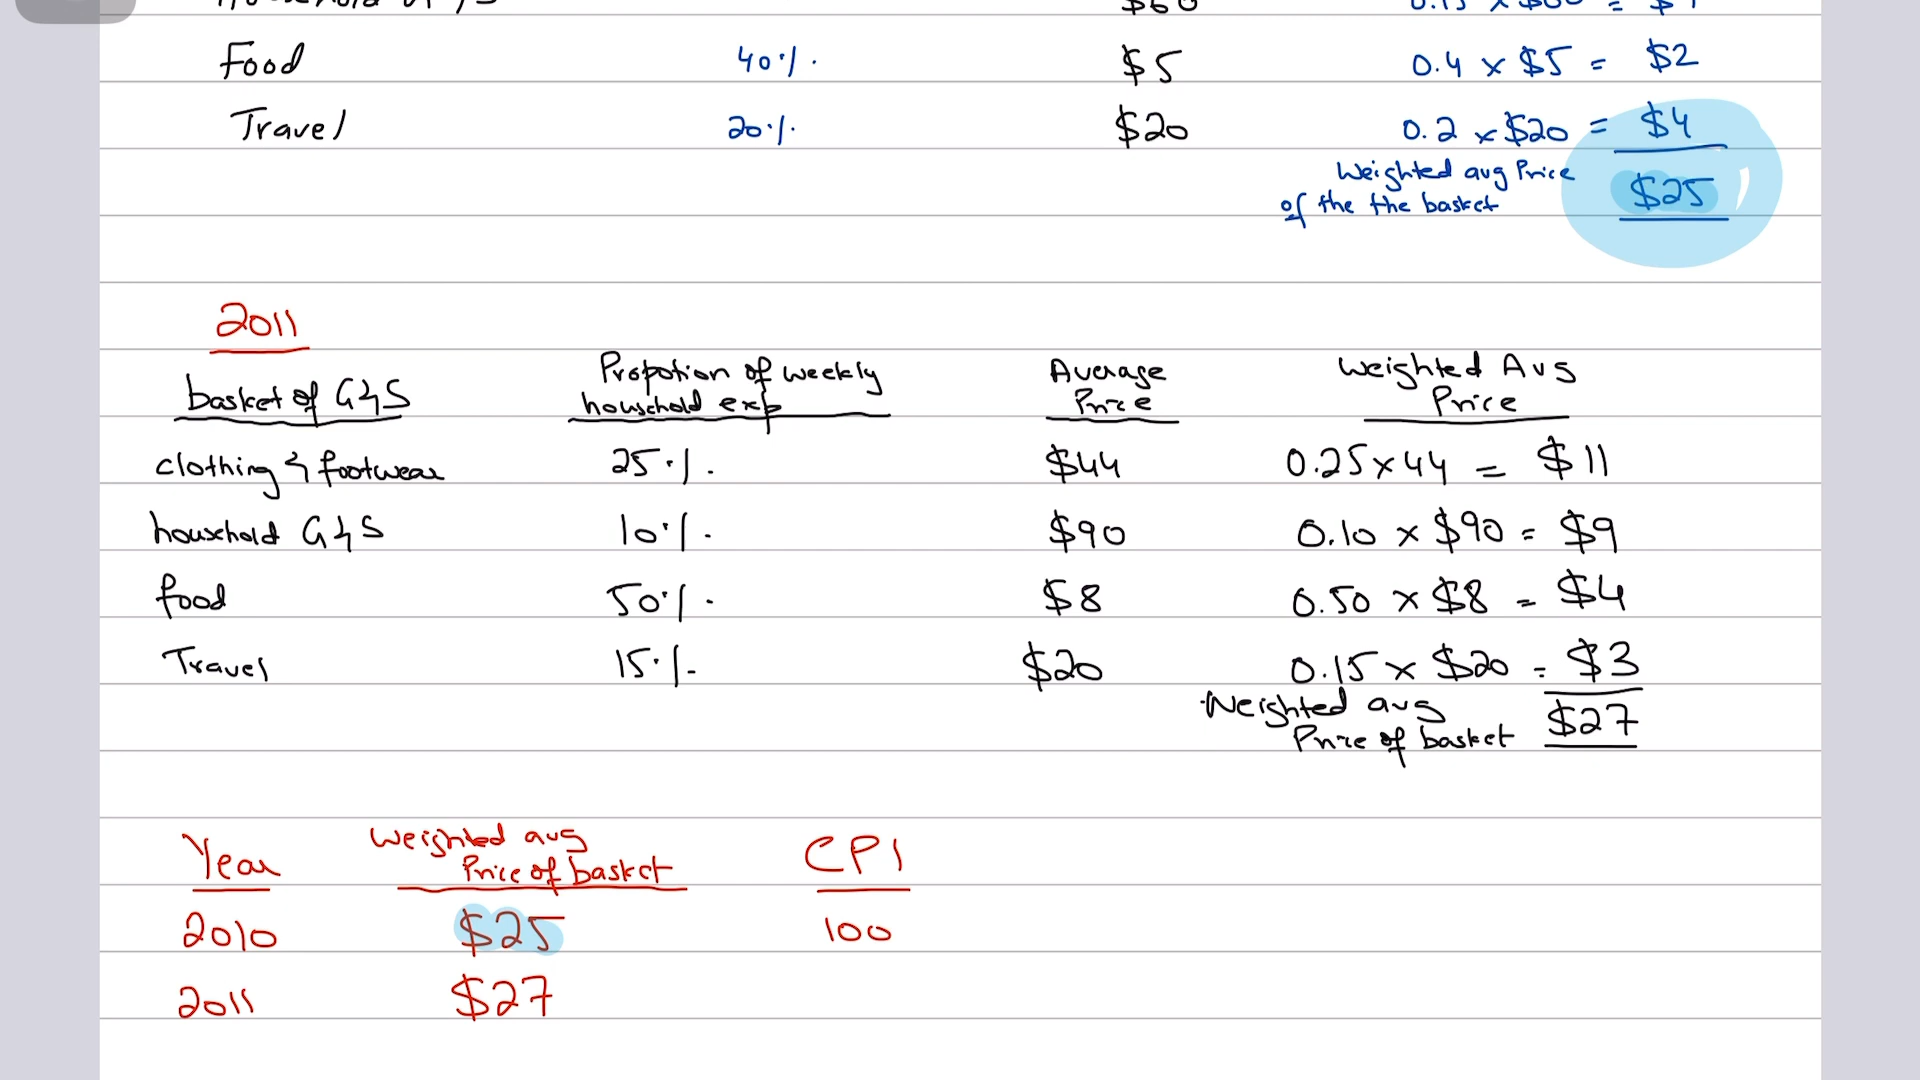 Food 40% $5 0.4 x $5 = $2
Travel 20% $20 0.2 x $20 = $4
Weighted avg Price
of the the basket $25
2011
basket of G&S Propotion of weekly household exp Average Price Weighted Avg Price
clothing & footwear 25% $44 0.25 x 44 = $11
household G&S 10% $90 0.10 x $90 = $9
food 50% $8 0.50 x $8 = $4
Travel 15% $20 0.15 x $20 = $3
Weighted avg
Price of basket $27
Year Weighted avg Price of basket CPI
2010 $25 100
2011 $27